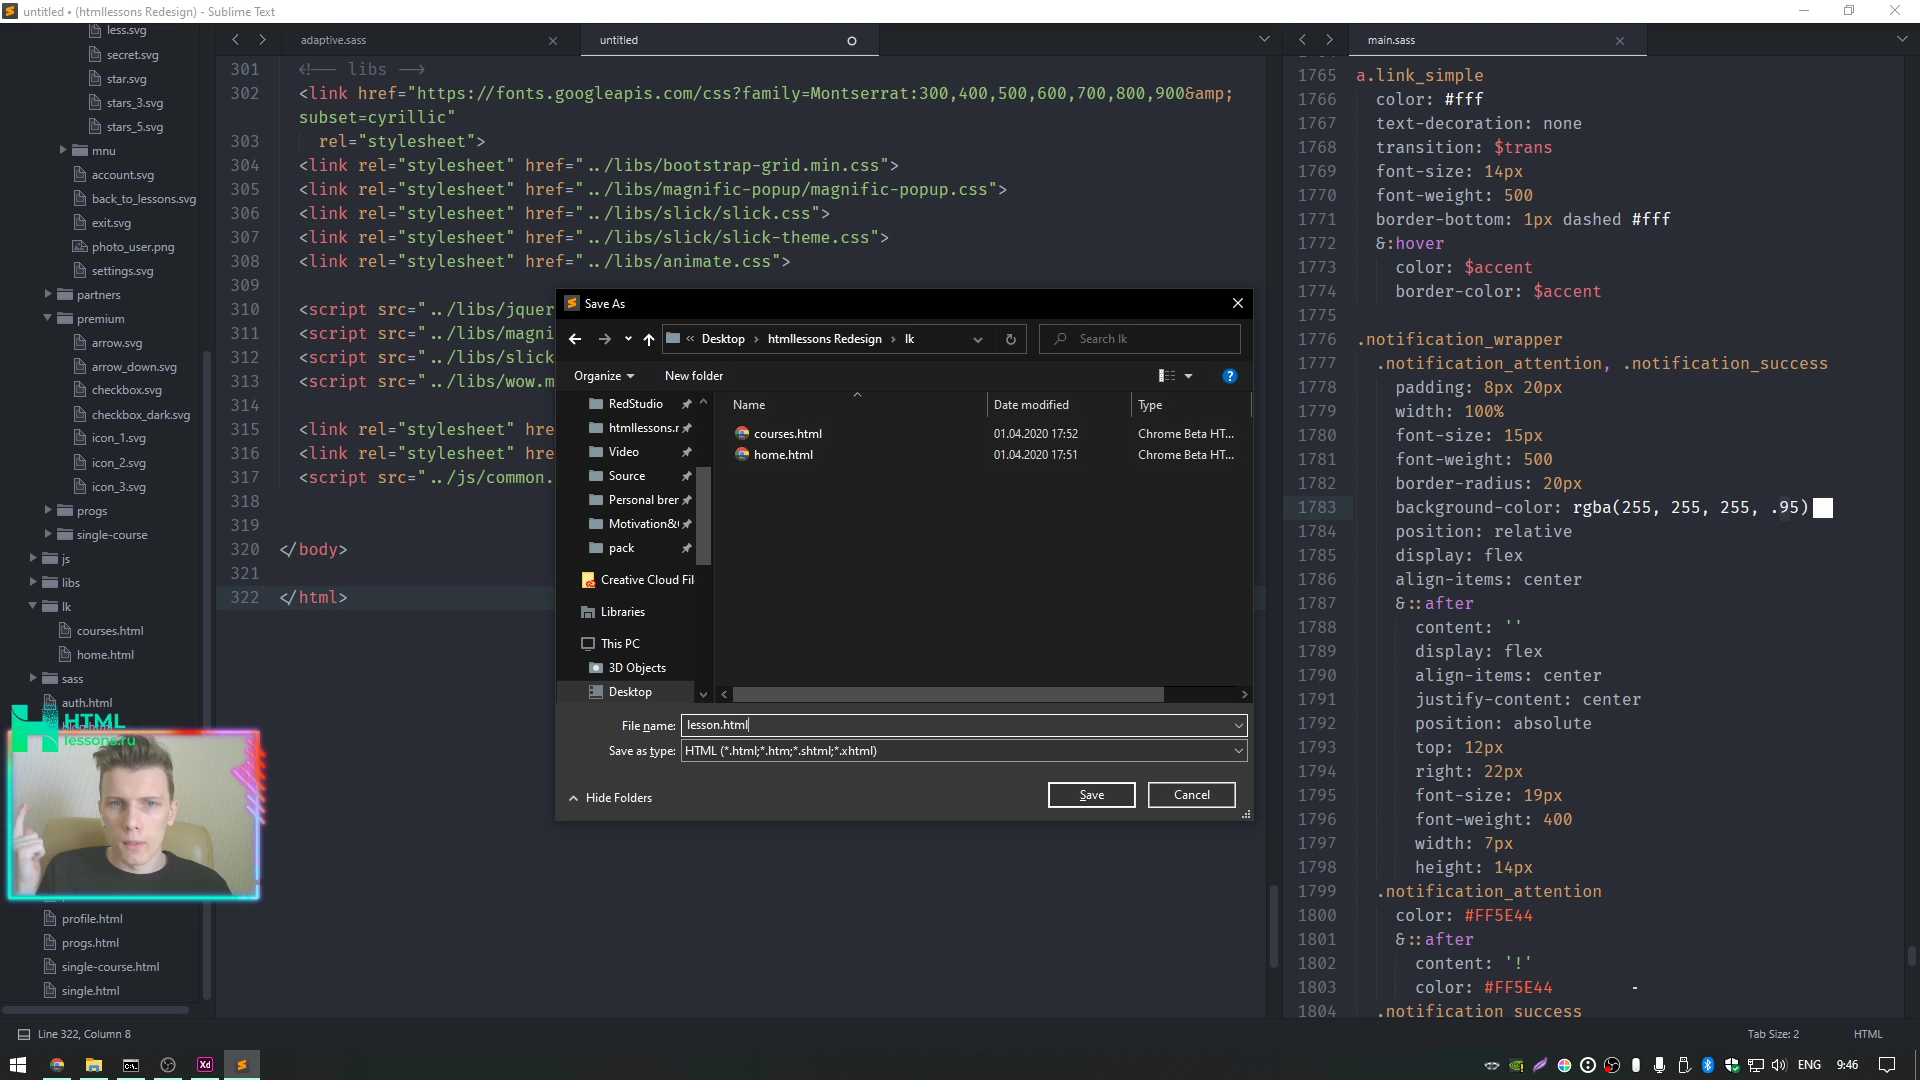 untitled • (htmllessons Redesign) - Sublime Text
less.svg
secret.svg
star.svg
stars_3.svg
stars_5.svg
mnu
account.svg
back_to_lessons.svg
exit.svg
photo_user.png
settings.svg
partners
premium
arrow.svg
arrow_down.svg
checkbox.svg
checkbox_dark.svg
icon_1.svg
icon_2.svg
icon_3.svg
progs
single-course
js
libs
lk
courses.html
home.html
sass
auth.html
HTML
lessons.ru
profile.html
progs.html
single-course.html
single.html
adaptive.sass
untitled
301 <!-- libs -->
302 <link href="https://fonts.googleapis.com/css?family=Montserrat:300,400,500,600,700,800,900&amp;
subset=cyrillic"
303 rel="stylesheet">
304 <link rel="stylesheet" href="../libs/bootstrap-grid.min.css">
305 <link rel="stylesheet" href="../libs/magnific-popup/magnific-popup.css">
306 <link rel="stylesheet" href="../libs/slick/slick.css">
307 <link rel="stylesheet" href="../libs/slick/slick-theme.css">
308 <link rel="stylesheet" href="../libs/animate.css">
309
310 <script src="../libs/jquer
311 <script src="../libs/magni
312 <script src="../libs/slick
313 <script src="../libs/wow.m
314
315 <link rel="stylesheet" hre
316 <link rel="stylesheet" hre
317 <script src="../js/common.
318
319
320 </body>
321
322 </html>
Save As
« Desktop › htmllessons Redesign › lk
Search lk
Organize
New folder
RedStudio
htmllessons.r
Video
Source
Personal brer
Motivation&
pack
Creative Cloud Fil
Libraries
This PC
3D Objects
Desktop
Name Date modified Type
courses.html 01.04.2020 17:52 Chrome Beta HT...
home.html 01.04.2020 17:51 Chrome Beta HT...
File name: lesson.html
Save as type: HTML (*.html;*.htm;*.shtml;*.xhtml)
Hide Folders
Save
Cancel
main.sass
1765 a.link_simple
1766 color: #fff
1767 text-decoration: none
1768 transition: $trans
1769 font-size: 14px
1770 font-weight: 500
1771 border-bottom: 1px dashed #fff
1772 &:hover
1773 color: $accent
1774 border-color: $accent
1775
1776 .notification_wrapper
1777 .notification_attention, .notification_success
1778 padding: 8px 20px
1779 width: 100%
1780 font-size: 15px
1781 font-weight: 500
1782 border-radius: 20px
1783 background-color: rgba(255, 255, 255, .95)
1784 position: relative
1785 display: flex
1786 align-items: center
1787 &::after
1788 content: ''
1789 display: flex
1790 align-items: center
1791 justify-content: center
1792 position: absolute
1793 top: 12px
1794 right: 22px
1795 font-size: 19px
1796 font-weight: 400
1797 width: 7px
1798 height: 14px
1799 .notification_attention
1800 color: #FF5E44
1801 &::after
1802 content: '!'
1803 color: #FF5E44
1804 .notification_success
Line 322, Column 8
Tab Size: 2
HTML
Xd
ENG
9:46